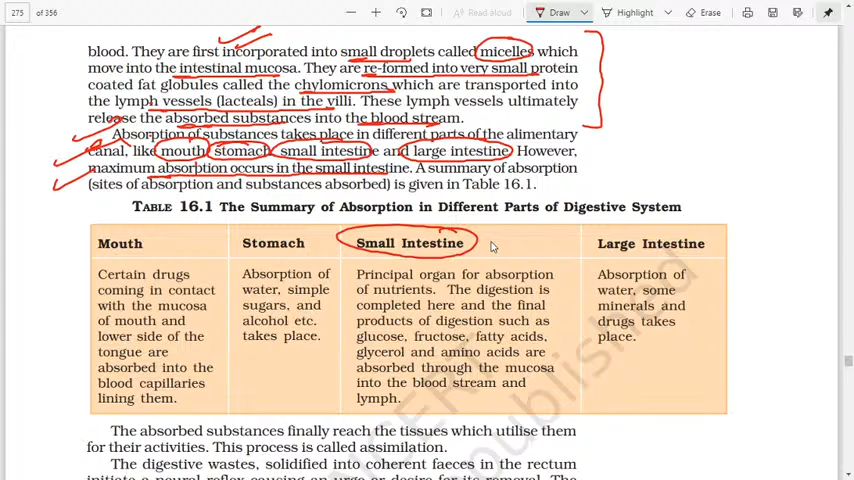 275 of 356
Read aloud
Draw
Highlight
Erase
blood. They are first incorporated into small droplets called micelles which
move into the intestinal mucosa. They are re-formed into very small protein
coated fat globules called the chylomicrons which are transported into
the lymph vessels (lacteals) in the villi. These lymph vessels ultimately
release the absorbed substances into the blood stream.
Absorption of substances takes place in different parts of the alimentary
canal, like mouth, stomach, small intestine and large intestine. However,
maximum absorption occurs in the small intestine. A summary of absorption
(sites of absorption and substances absorbed) is given in Table 16.1.
TABLE 16.1 The Summary of Absorption in Different Parts of Digestive System
Mouth
Certain drugs
coming in contact
with the mucosa
of mouth and
lower side of the
tongue are
absorbed into the
blood capillaries
lining them.
Stomach
Absorption of
water, simple
sugars, and
alcohol etc.
takes place.
Small Intestine
Principal organ for absorption
of nutrients. The digestion is
completed here and the final
products of digestion such as
glucose, fructose, fatty acids,
glycerol and amino acids are
absorbed through the mucosa
into the blood stream and
lymph.
Large Intestine
Absorption of
water, some
minerals and
drugs takes
place.
The absorbed substances finally reach the tissues which utilise them
for their activities. This process is called assimilation.
The digestive wastes, solidified into coherent faeces in the rectum
initiate a neural reflex causing an urge or desire for its removal. The